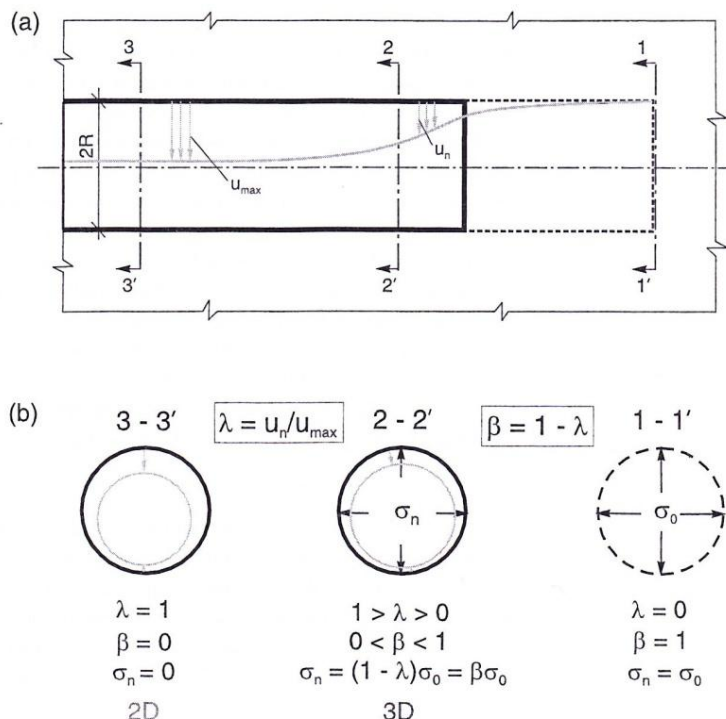 (a)
3 2 1
2R
u_max
u_n
3′ 2′ 1′
(b)
3 - 3′ λ = u_n/u_max 2 - 2′ β = 1 - λ 1 - 1′
σ_n σ_0
λ = 1 1 > λ > 0 λ = 0
β = 0 0 < β < 1 β = 1
σ_n = 0 σ_n = (1 - λ)σ_0 = βσ_0 σ_n = σ_0
2D 3D